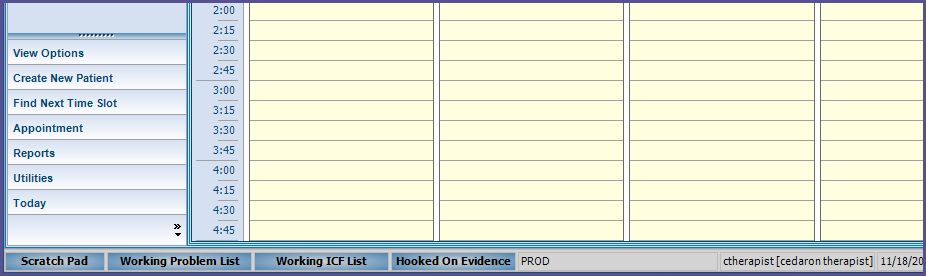 2:00
2:15
2:30
2:45
3:00
3:15
3:30
3:45
4:00
4:15
4:30
4:45
View Options
Create New Patient
Find Next Time Slot
Appointment
Reports
Utilities
Today
Scratch Pad Working Problem List Working ICF List Hooked On Evidence PROD ctherapist [cedaron therapist] 11/18/20